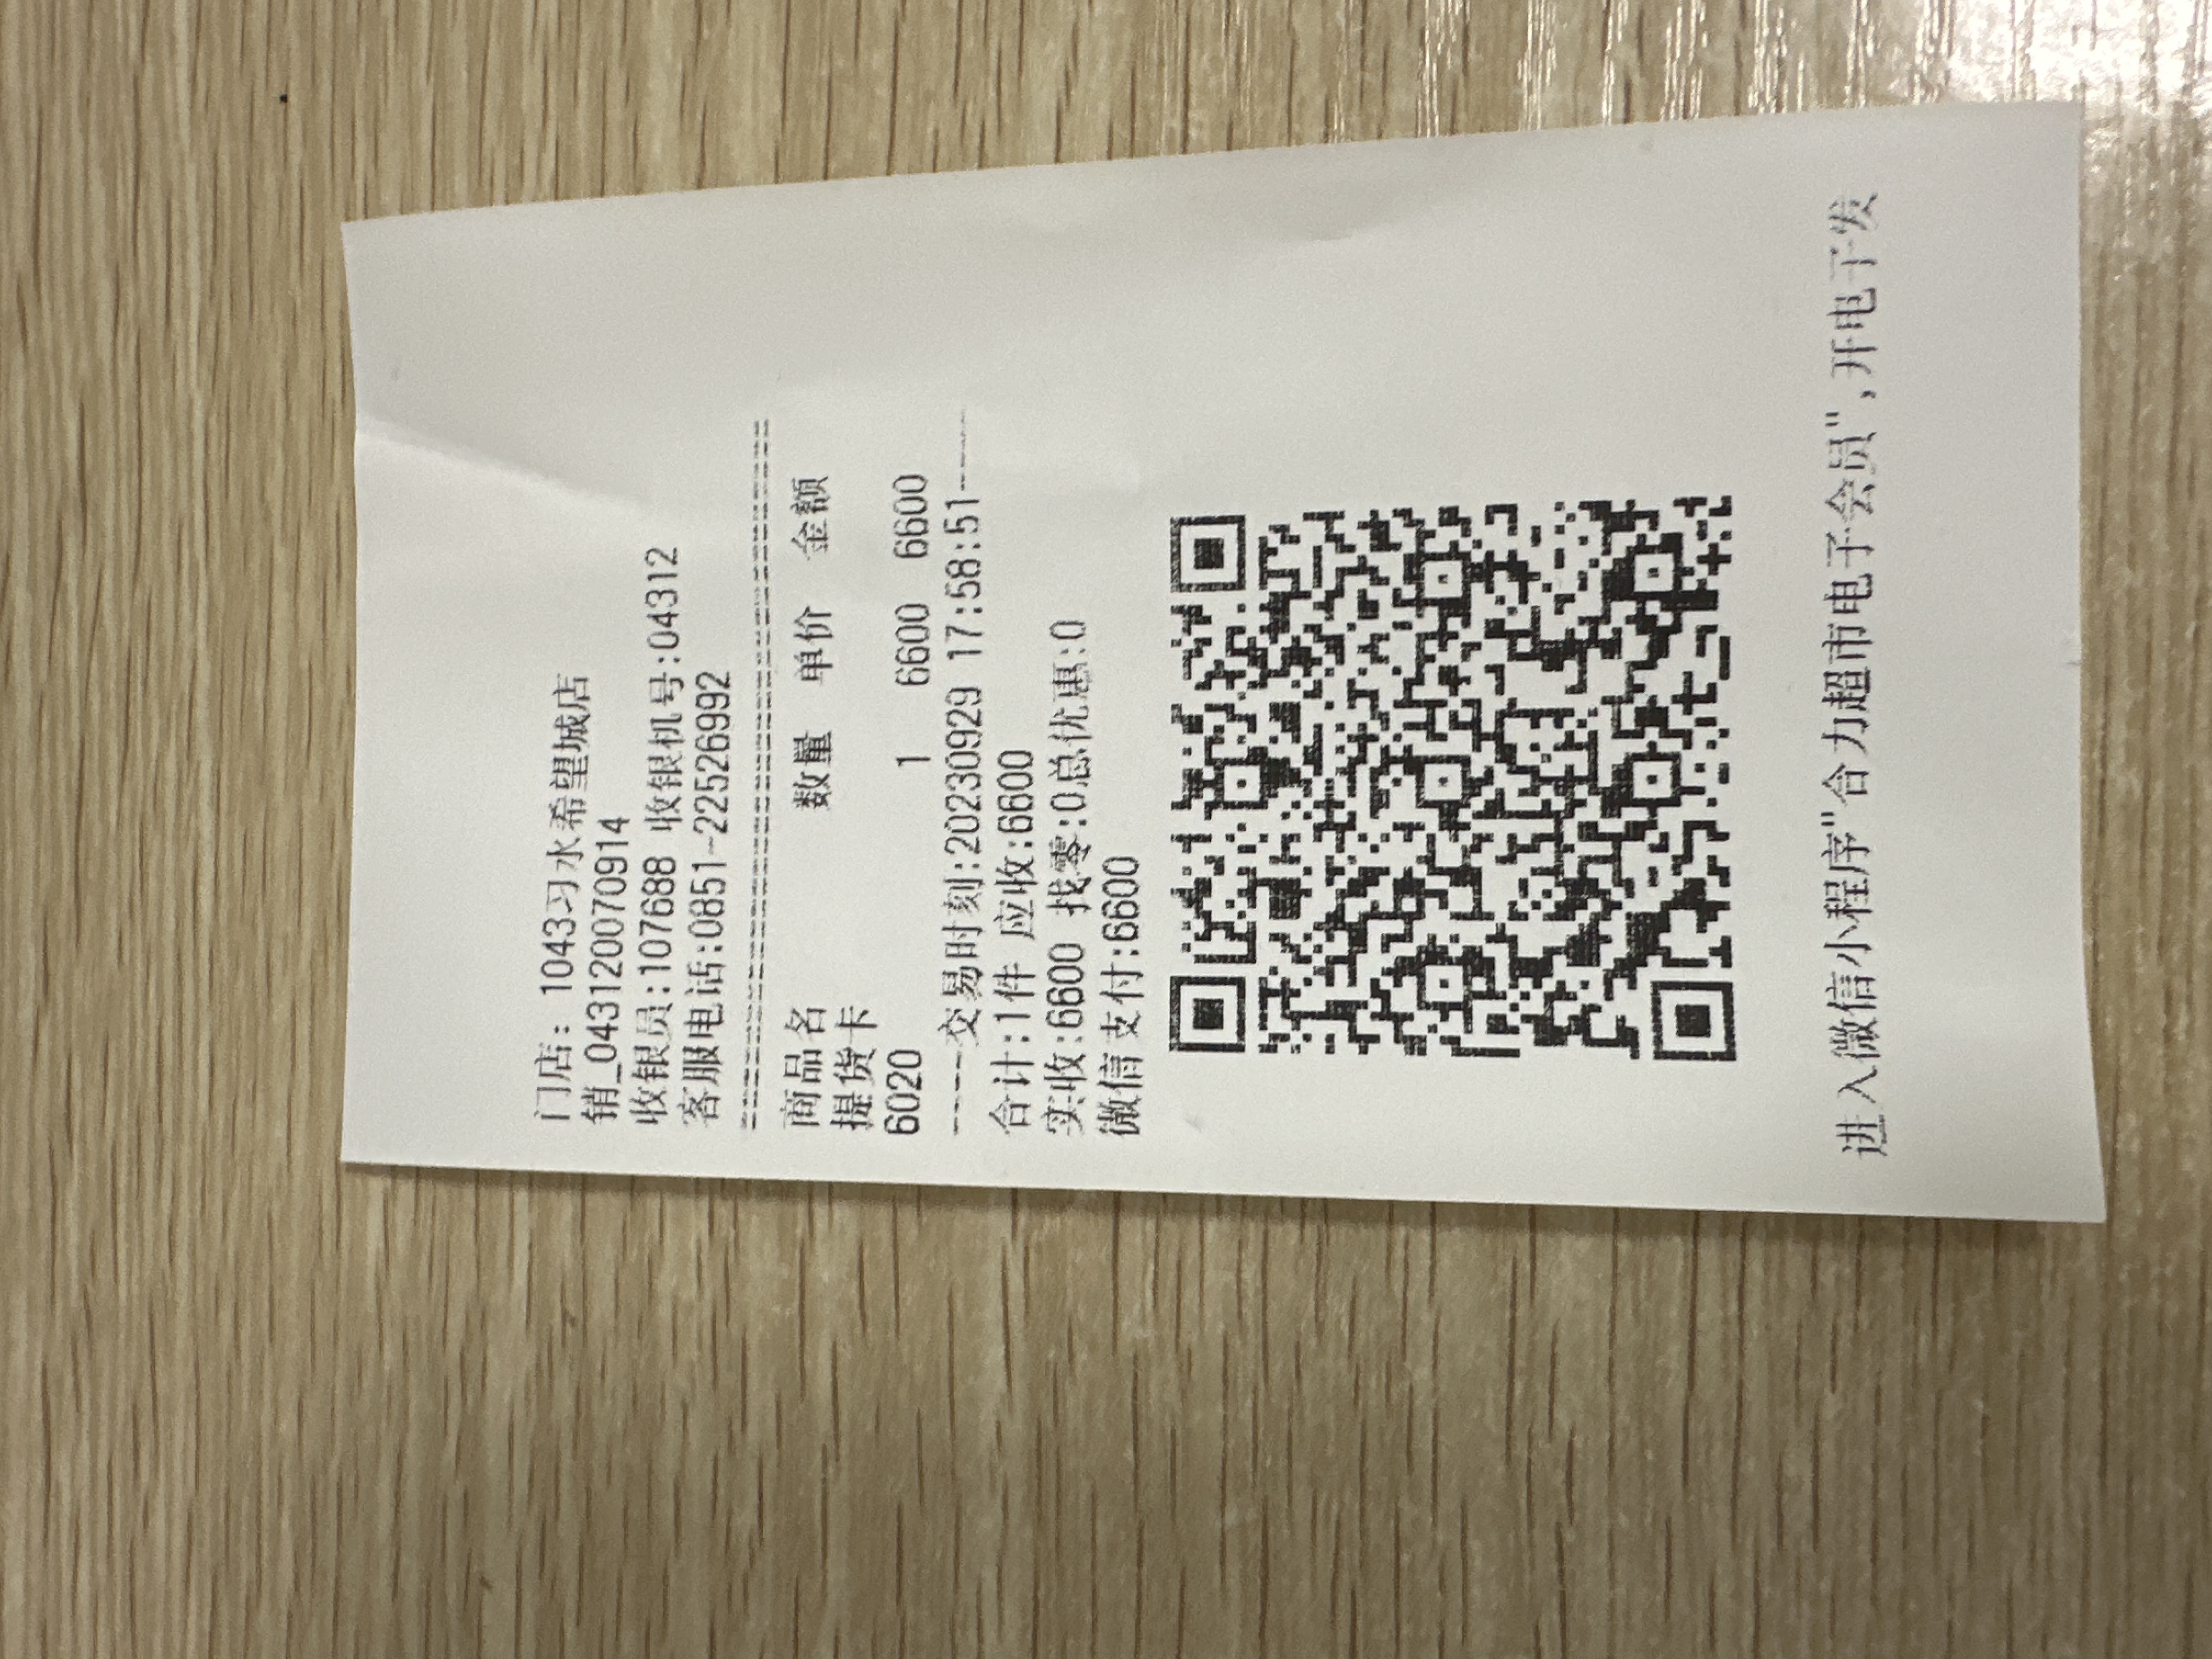 门店: 1043习水希望城店
销_043120070914
收银员:107688 收银机号:04312
客服电话:0851-22526992
================================
商品名 数量 单价 金额
提货卡
6020 1 6600 6600
----交易时刻:20230929 17:58:51----
合计:1件 应收:6600
实收:6600 找零:0总优惠:0
微信支付:6600
进入微信小程序"合力超市电子会员",开电子发